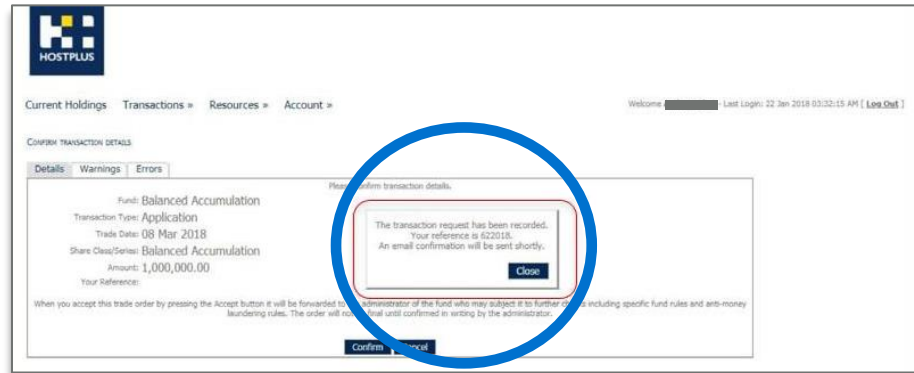 HOSTPLUS
Current Holdings Transactions » Resources » Account »
Welcome - Last Login: 22 Jan 2018 03:32:15 AM [ Log Out ]
CONFIRM TRANSACTION DETAILS
Details Warnings Errors
Please confirm transaction details.
Fund: Balanced Accumulation
Transaction Type: Application
Trade Date: 08 Mar 2018
Share Class/Series: Balanced Accumulation
Amount: 1,000,000.00
Your Reference:
The transaction request has been recorded.
Your reference is 622018.
An email confirmation will be sent shortly.
Close
When you accept this trade order by pressing the Accept button it will be forwarded to administrator of the fund who may subject it to further including specific fund rules and anti-money
laundering rules. The order will final until confirmed in writing by the administrator.
Confirm Cancel